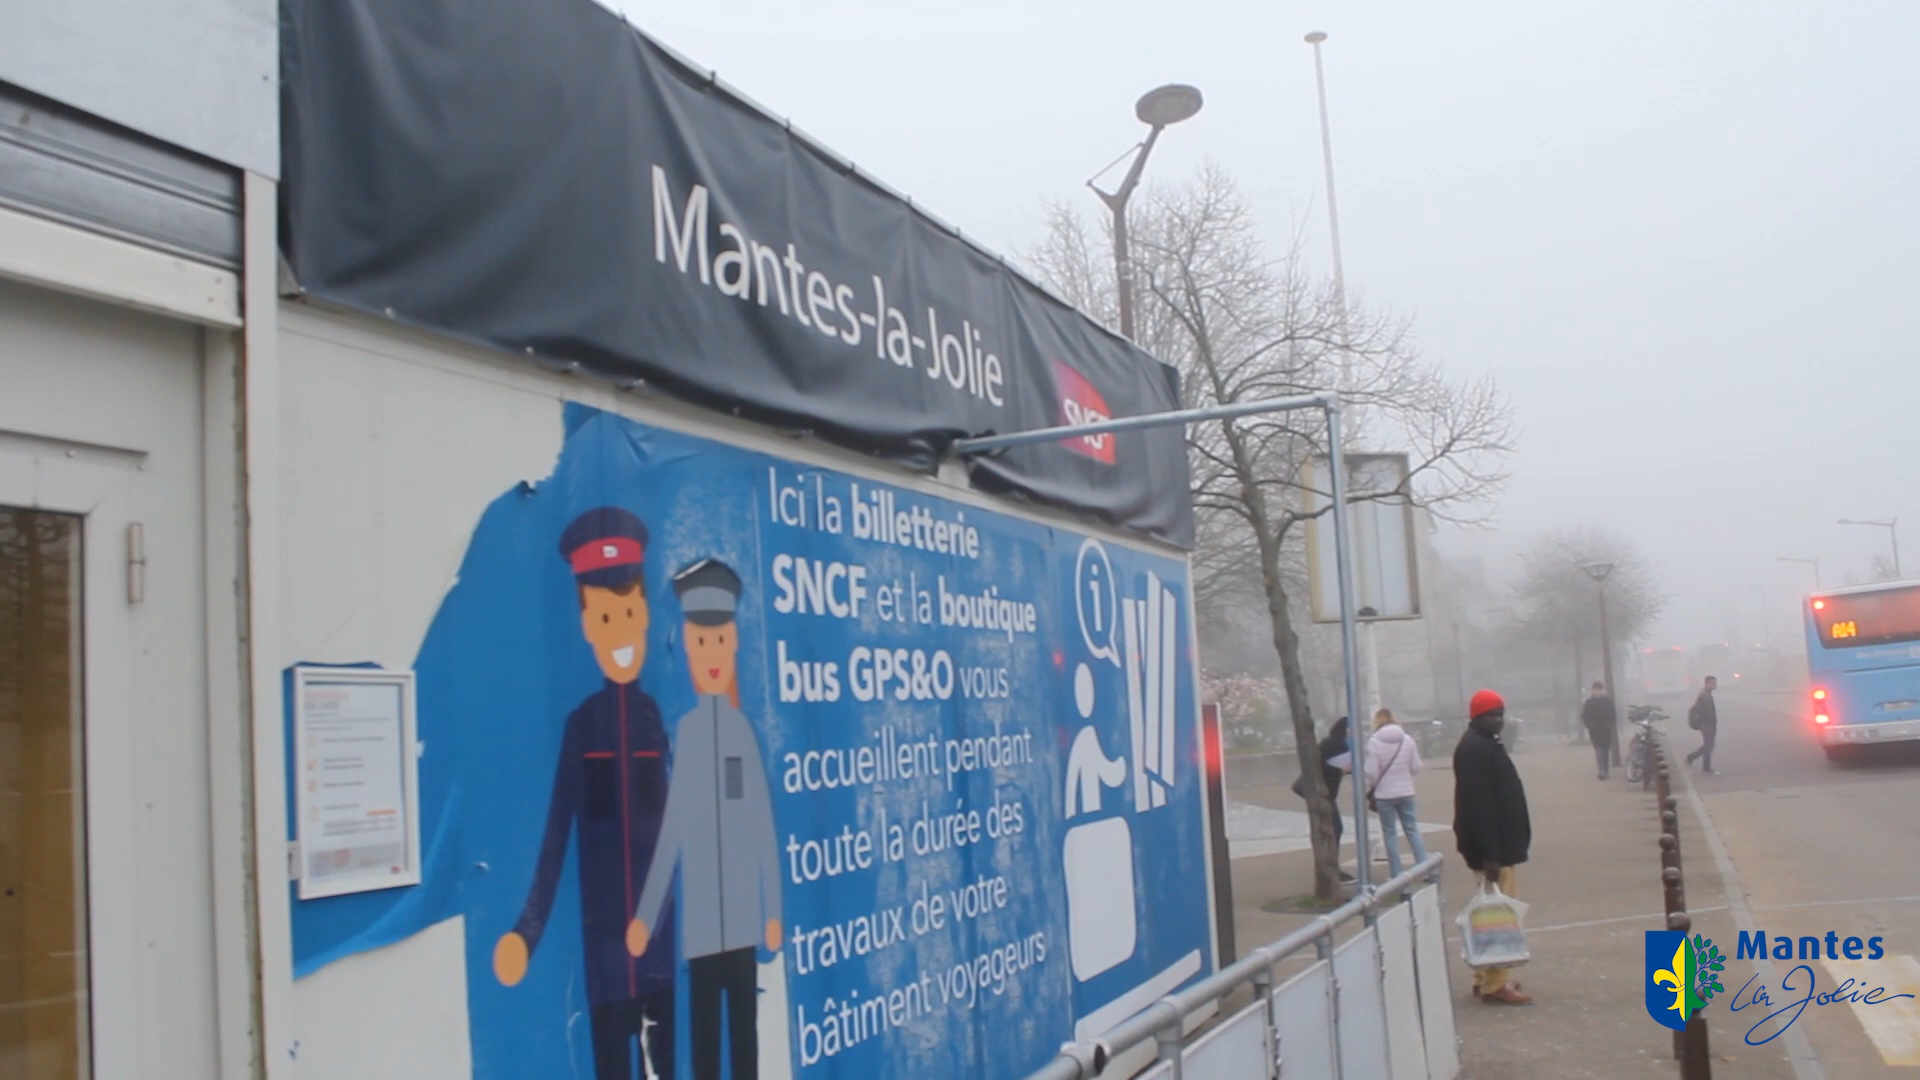 Mantes-la-Jolie
SNCF
Ici la billetterie
SNCF et la boutique
bus GPS&O vous
accueillent pendant
toute la durée des
travaux de votre
bâtiment voyageurs
i
A14
Mantes
la Jolie